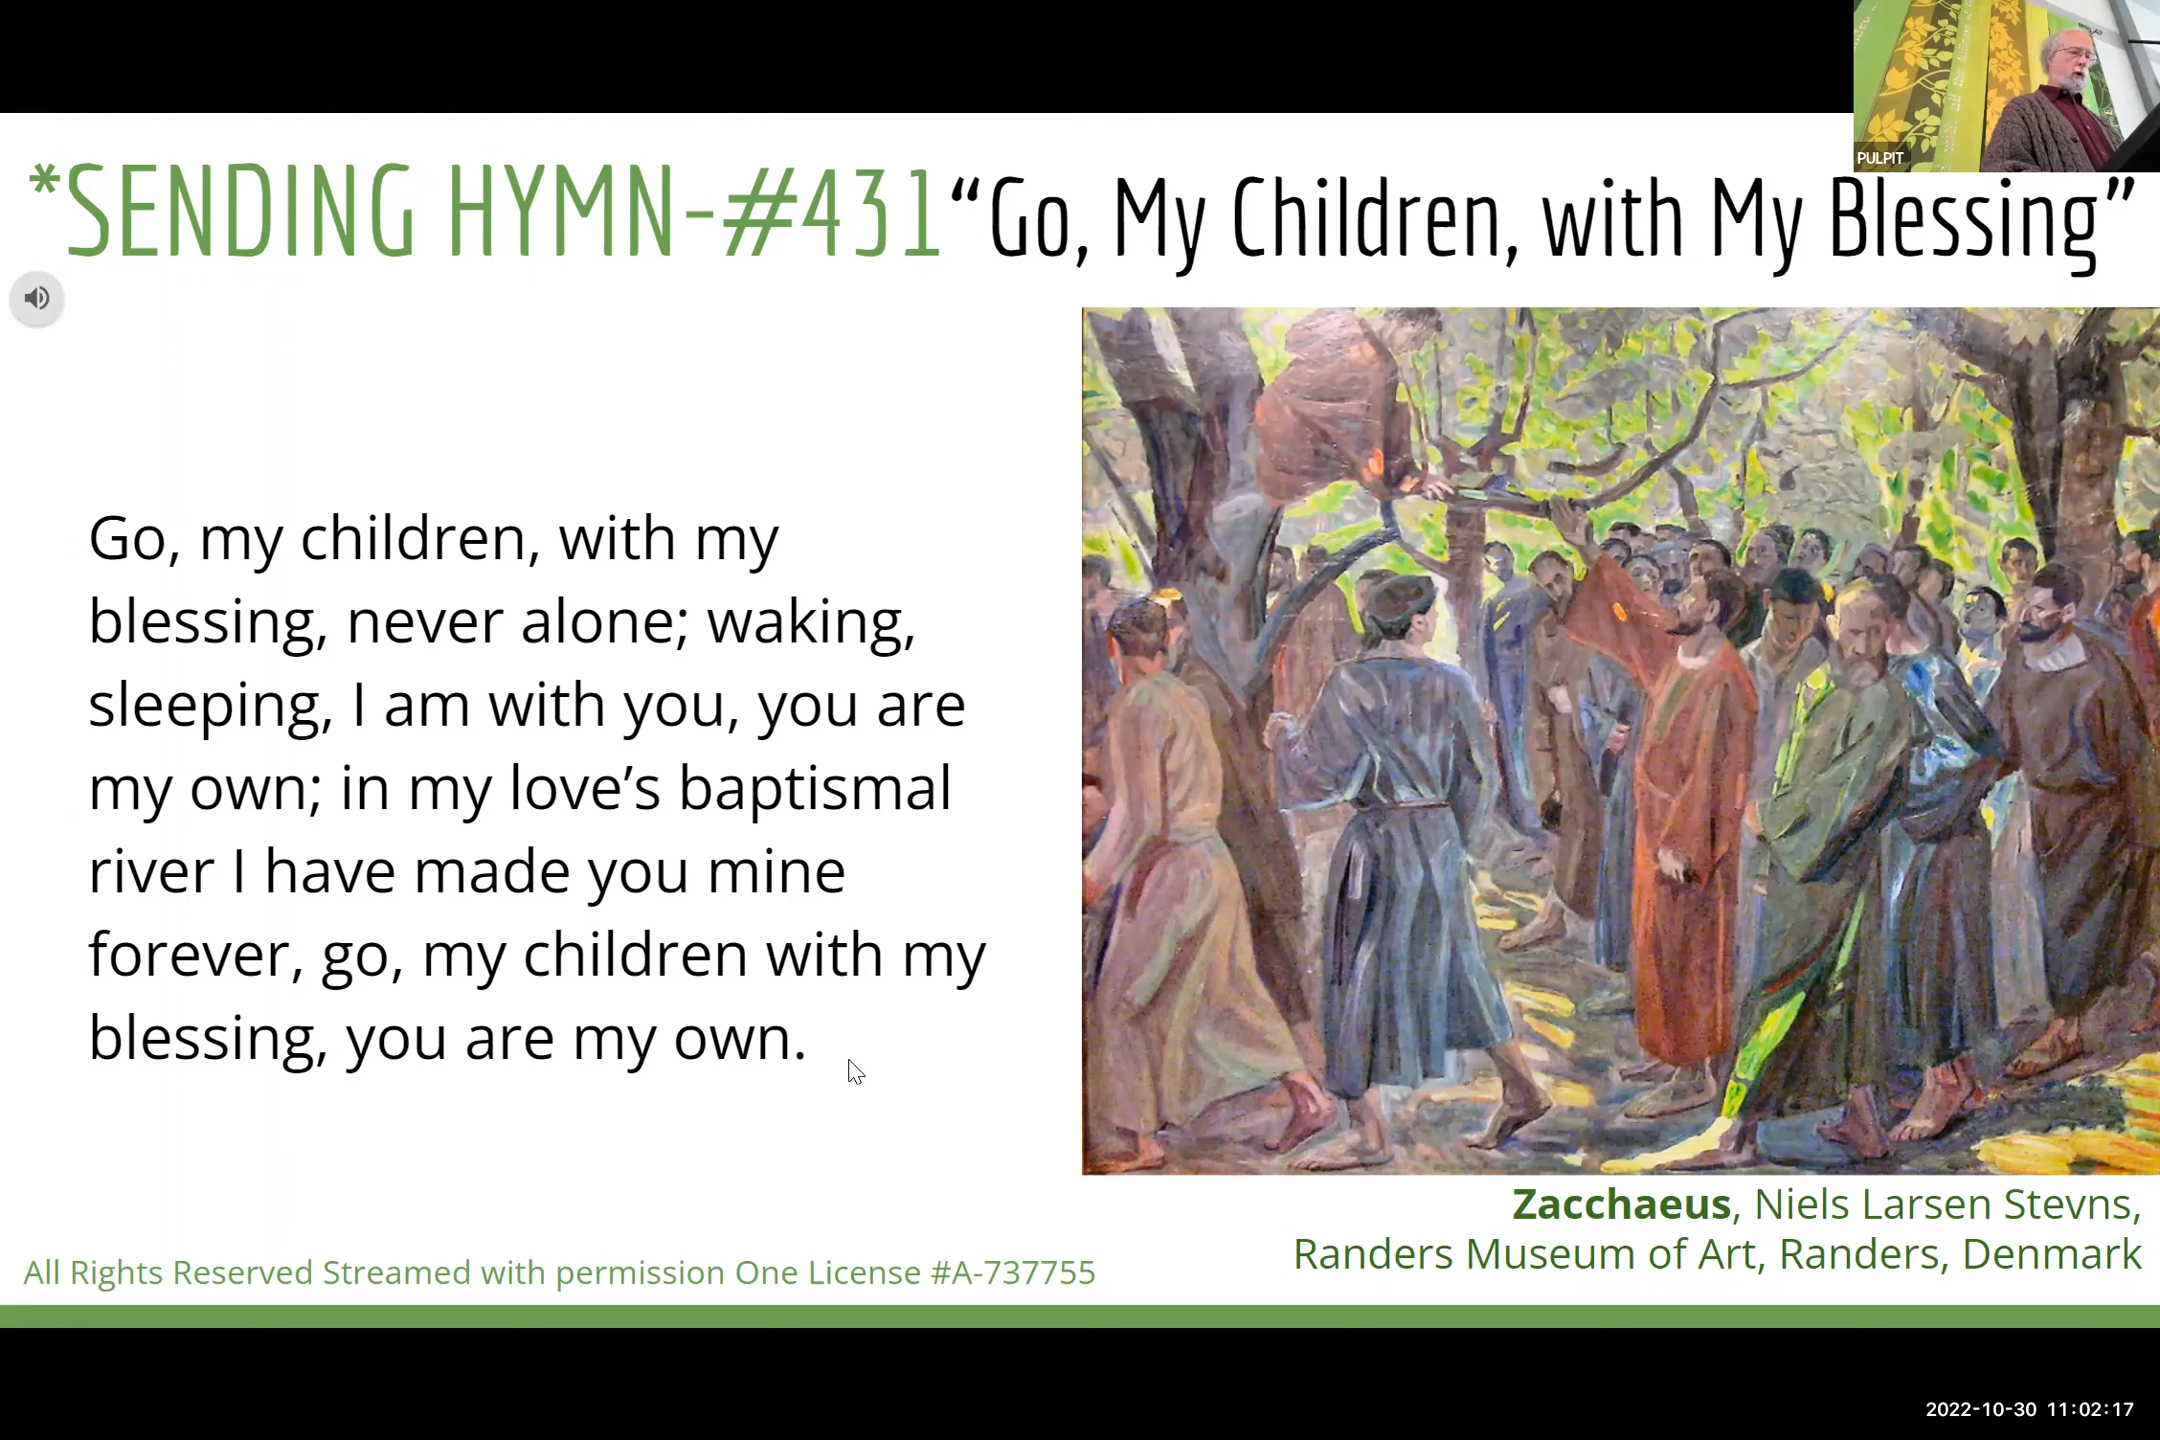 PULPIT
*SENDING HYMN-#431 “Go, My Children, with My Blessing”
Go, my children, with my
blessing, never alone; waking,
sleeping, I am with you, you are
my own; in my love’s baptismal
river I have made you mine
forever, go, my children with my
blessing, you are my own.
Zacchaeus, Niels Larsen Stevns,
Randers Museum of Art, Randers, Denmark
All Rights Reserved Streamed with permission One License #A-737755
2022-10-30 11:02:17